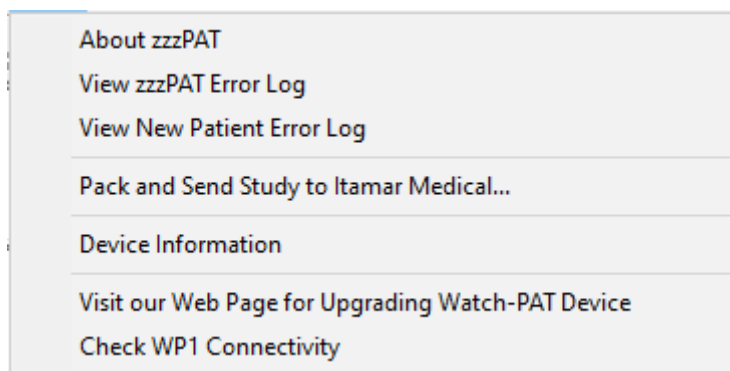 About zzzPAT
View zzzPAT Error Log
View New Patient Error Log
Pack and Send Study to Itamar Medical...
Device Information
Visit our Web Page for Upgrading Watch-PAT Device
Check WP1 Connectivity